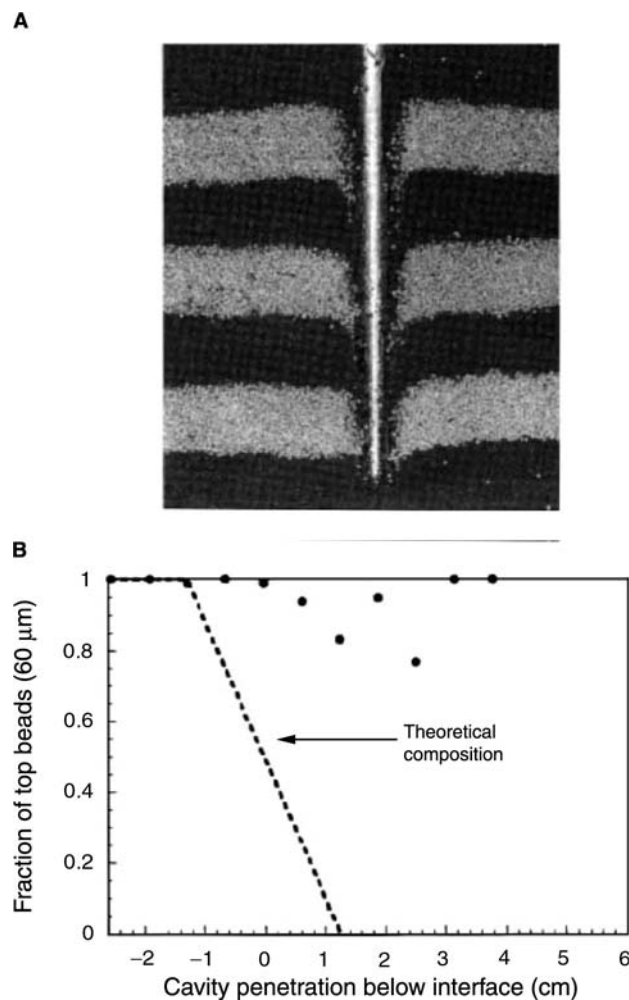 A
B
Fraction of top beads (60 μm)
1
0.8
0.6
0.4
0.2
0
Theoretical
composition
−2 −1 0 1 2 3 4 5 6
Cavity penetration below interface (cm)